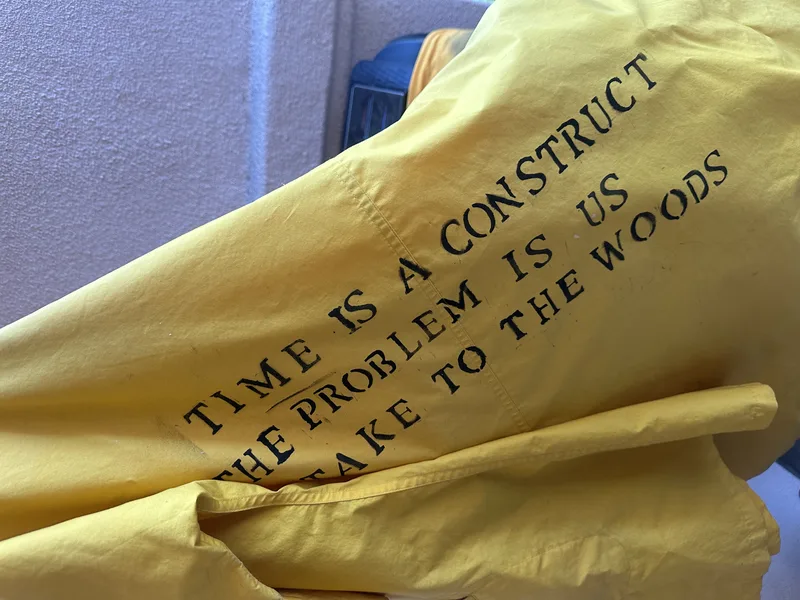 TIME IS A CONSTRUCT
THE PROBLEM IS US
TAKE TO THE WOODS